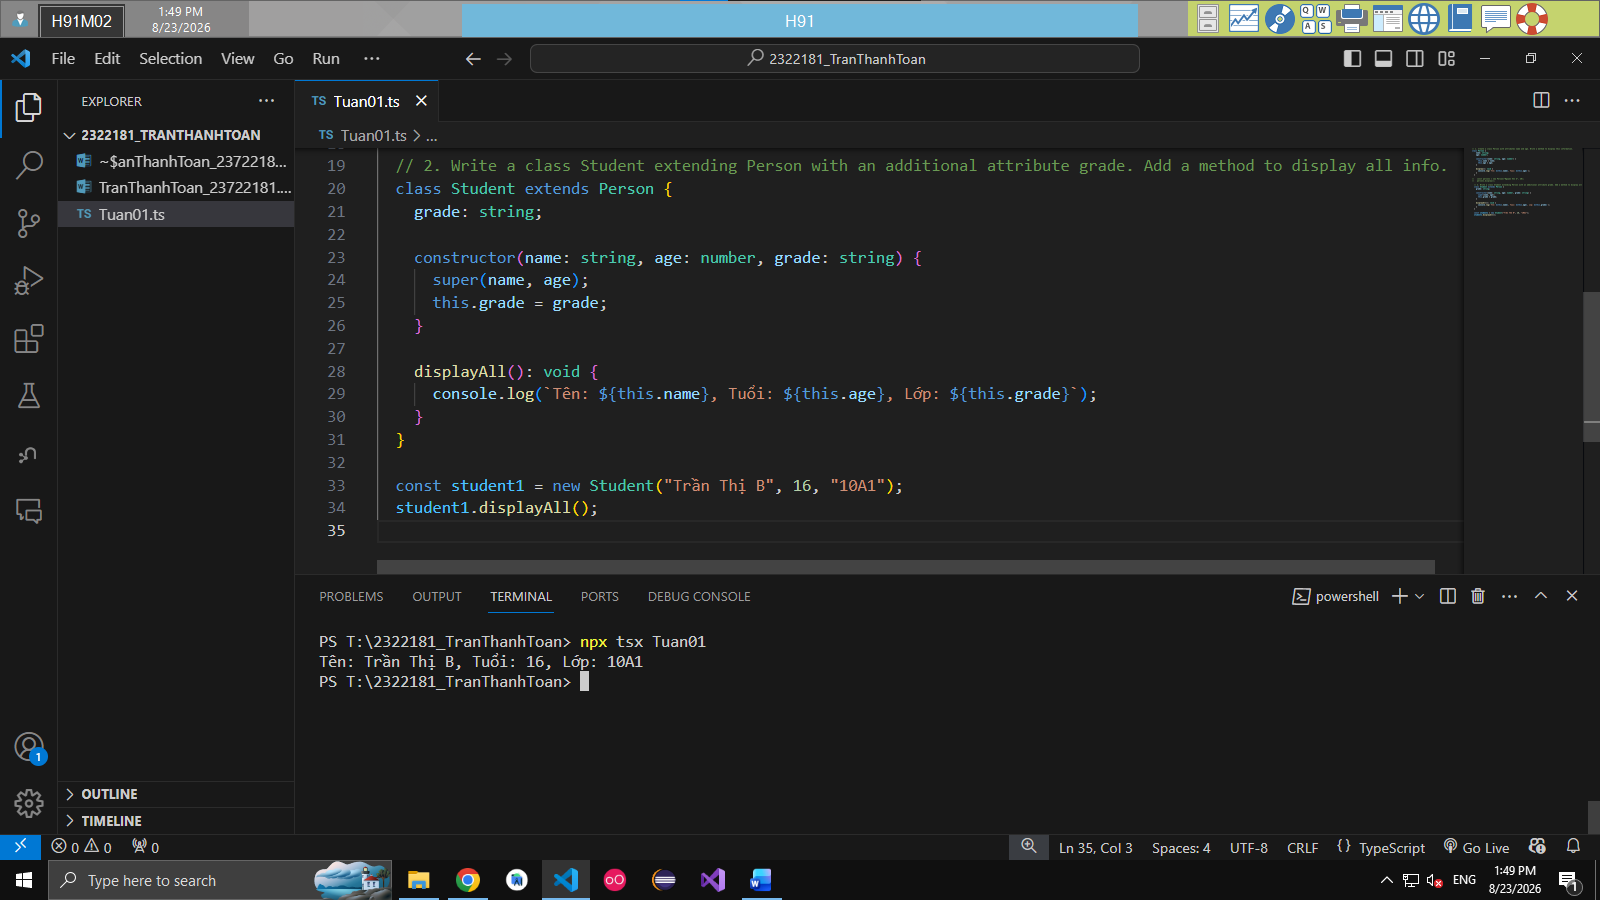 H91M02
1:49 PM
8/23/2026
H91
Q W
A S
File Edit Selection View Go Run ···
2322181_TranThanhToan
EXPLORER
TS Tuan01.ts
2322181_TRANTHANHTOAN
TS Tuan01.ts > ...
~$anThanhToan_2372218...
TranThanhToan_23722181....
TS Tuan01.ts
19 // 2. Write a class Student extending Person with an additional attribute grade. Add a method to display all info.
20 class Student extends Person {
21 grade: string;
22
23 constructor(name: string, age: number, grade: string) {
24 super(name, age);
25 this.grade = grade;
26 }
27
28 displayAll(): void {
29 console.log(`Tên: ${this.name}, Tuổi: ${this.age}, Lớp: ${this.grade}`);
30 }
31 }
32
33 const student1 = new Student("Trần Thị B", 16, "10A1");
34 student1.displayAll();
35
PROBLEMS OUTPUT TERMINAL PORTS DEBUG CONSOLE
powershell
PS T:\2322181_TranThanhToan> npx tsx Tuan01
Tên: Trần Thị B, Tuổi: 16, Lớp: 10A1
PS T:\2322181_TranThanhToan>
1
OUTLINE
TIMELINE
0 0 0
Ln 35, Col 3 Spaces: 4 UTF-8 CRLF {} TypeScript Go Live
Type here to search
ENG
1:49 PM
8/23/2026
1